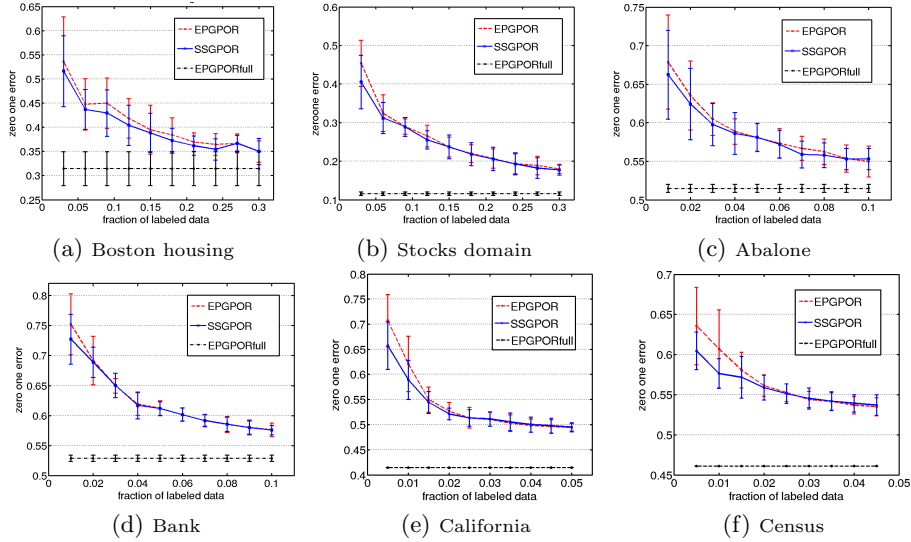 0.65
0.6
0.55
0.5
0.45
0.4
0.35
0.3
0.25
zero one error
0 0.05 0.1 0.15 0.2 0.25 0.3
fraction of labeled data
EPGPOR
SSGPOR
EPGPORfull
(a) Boston housing
0.6
0.5
0.4
0.3
0.2
0.1
zeroone error
0 0.05 0.1 0.15 0.2 0.25 0.3
fraction of labeled data
EPGPOR
SSGPOR
EPGPORfull
(b) Stocks domain
0.75
0.7
0.65
0.6
0.55
0.5
zero one error
0 0.02 0.04 0.06 0.08 0.1
fraction of labeled data
EPGPOR
SSGPOR
EPGPORfull
(c) Abalone
0.8
0.75
0.7
0.65
0.6
0.55
0.5
zero one error
0 0.02 0.04 0.06 0.08 0.1
fraction of labeled data
EPGPOR
SSGPOR
EPGPORfull
(d) Bank
0.8
0.75
0.7
0.65
0.6
0.55
0.5
0.45
0.4
zero one error
0 0.01 0.02 0.03 0.04 0.05
fraction of labeled data
EPGPOR
SSGPOR
EPGPORfull
(e) California
0.7
0.65
0.6
0.55
0.5
0.45
zero one error
0 0.01 0.02 0.03 0.04 0.05
fraction of labeled data
EPGPOR
SSGPOR
EPGPORfull
(f) Census